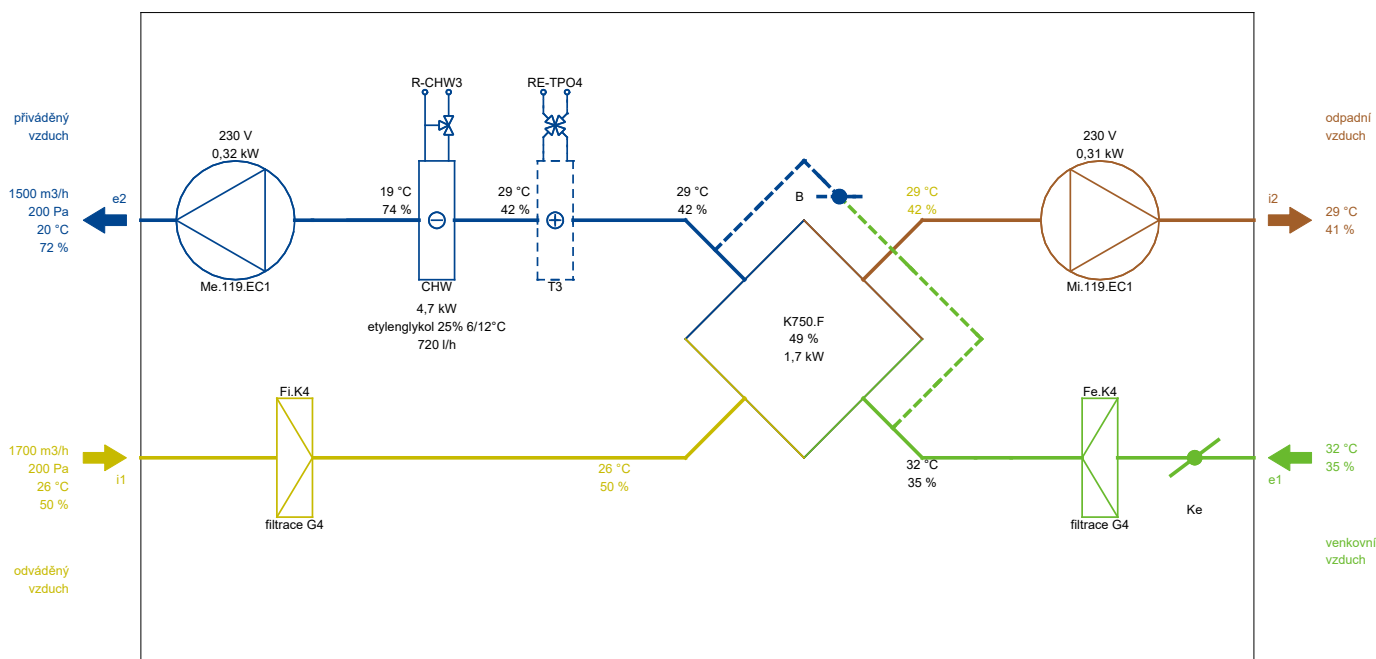 R-CHW3
RE-TPO4
přiváděný
vzduch
230 V
0,32 kW
230 V
0,31 kW
odpadní
vzduch
1500 m3/h
200 Pa
20 °C
72 %
e2
19 °C
74 %
29 °C
42 %
29 °C
42 %
B
29 °C
42 %
i2
29 °C
41 %
Me.119.EC1
CHW
T3
Mi.119.EC1
4,7 kW
etylenglykol 25% 6/12°C
720 l/h
K750.F
49 %
1,7 kW
Fi.K4
Fe.K4
1700 m3/h
200 Pa
26 °C
50 %
i1
26 °C
50 %
32 °C
35 %
32 °C
35 %
e1
filtrace G4
filtrace G4
Ke
odváděný
vzduch
venkovní
vzduch